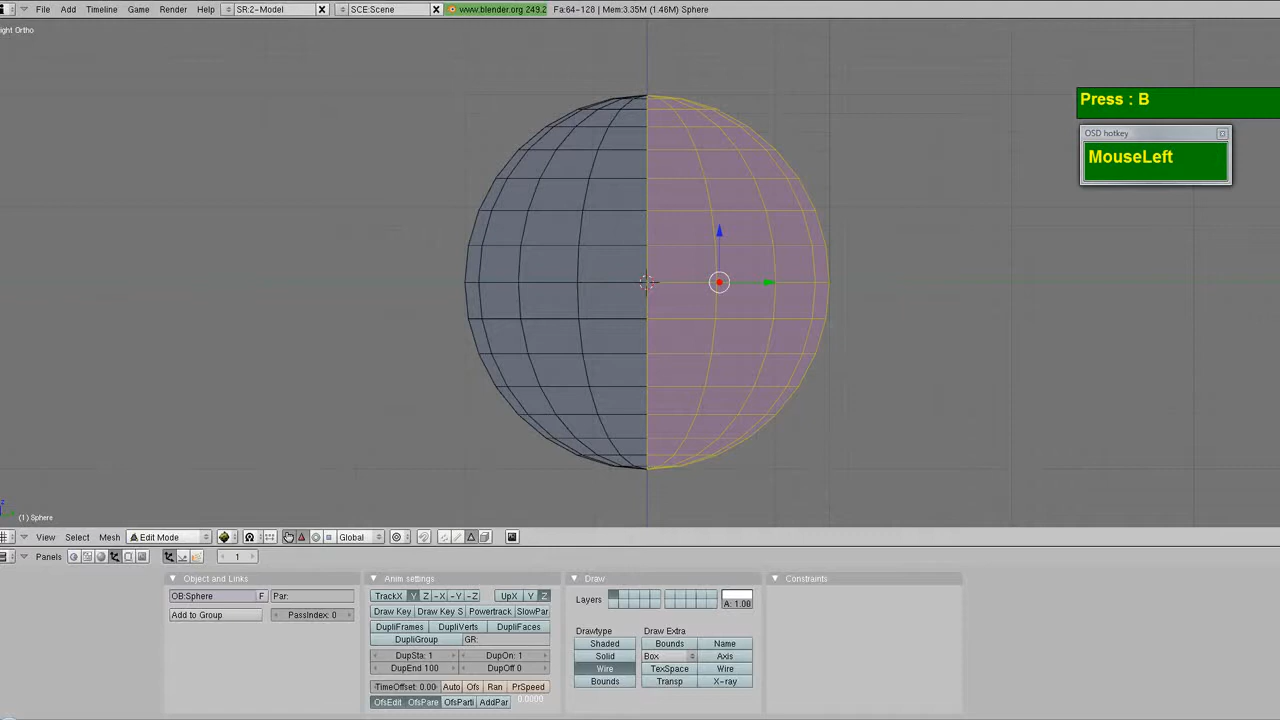 File Add Timeline Game Render Help SR:2-Model SCE:Scene www.blender.org 249.2 Fa:64-128 | Mem:3.35M (1.46M) Sphere
ight Ortho
Press : B
OSD hotkey
MouseLeft
(1) Sphere
View Select Mesh Edit Mode Global
Panels 1
Object and Links Anim settings Draw Constraints
OB:Sphere F Par:
Add to Group PassIndex: 0
TrackX Y Z -X -Y -Z UpX Y Z
Draw Key Draw Key S Powertrack SlowPar
DupliFrames DupliVerts DupliFaces
DupliGroup GR:
DupSta: 1 DupOn: 1
DupEnd 100 DupOff 0
TimeOffset: 0.00 Auto Ofs Ran PrSpeed
OfsEdit OfsPare OfsParti AddPar 0.0000
Layers A: 1.00
Drawtype Draw Extra
Shaded Bounds Name
Solid Box Axis
Wire TexSpace Wire
Bounds Transp X-ray